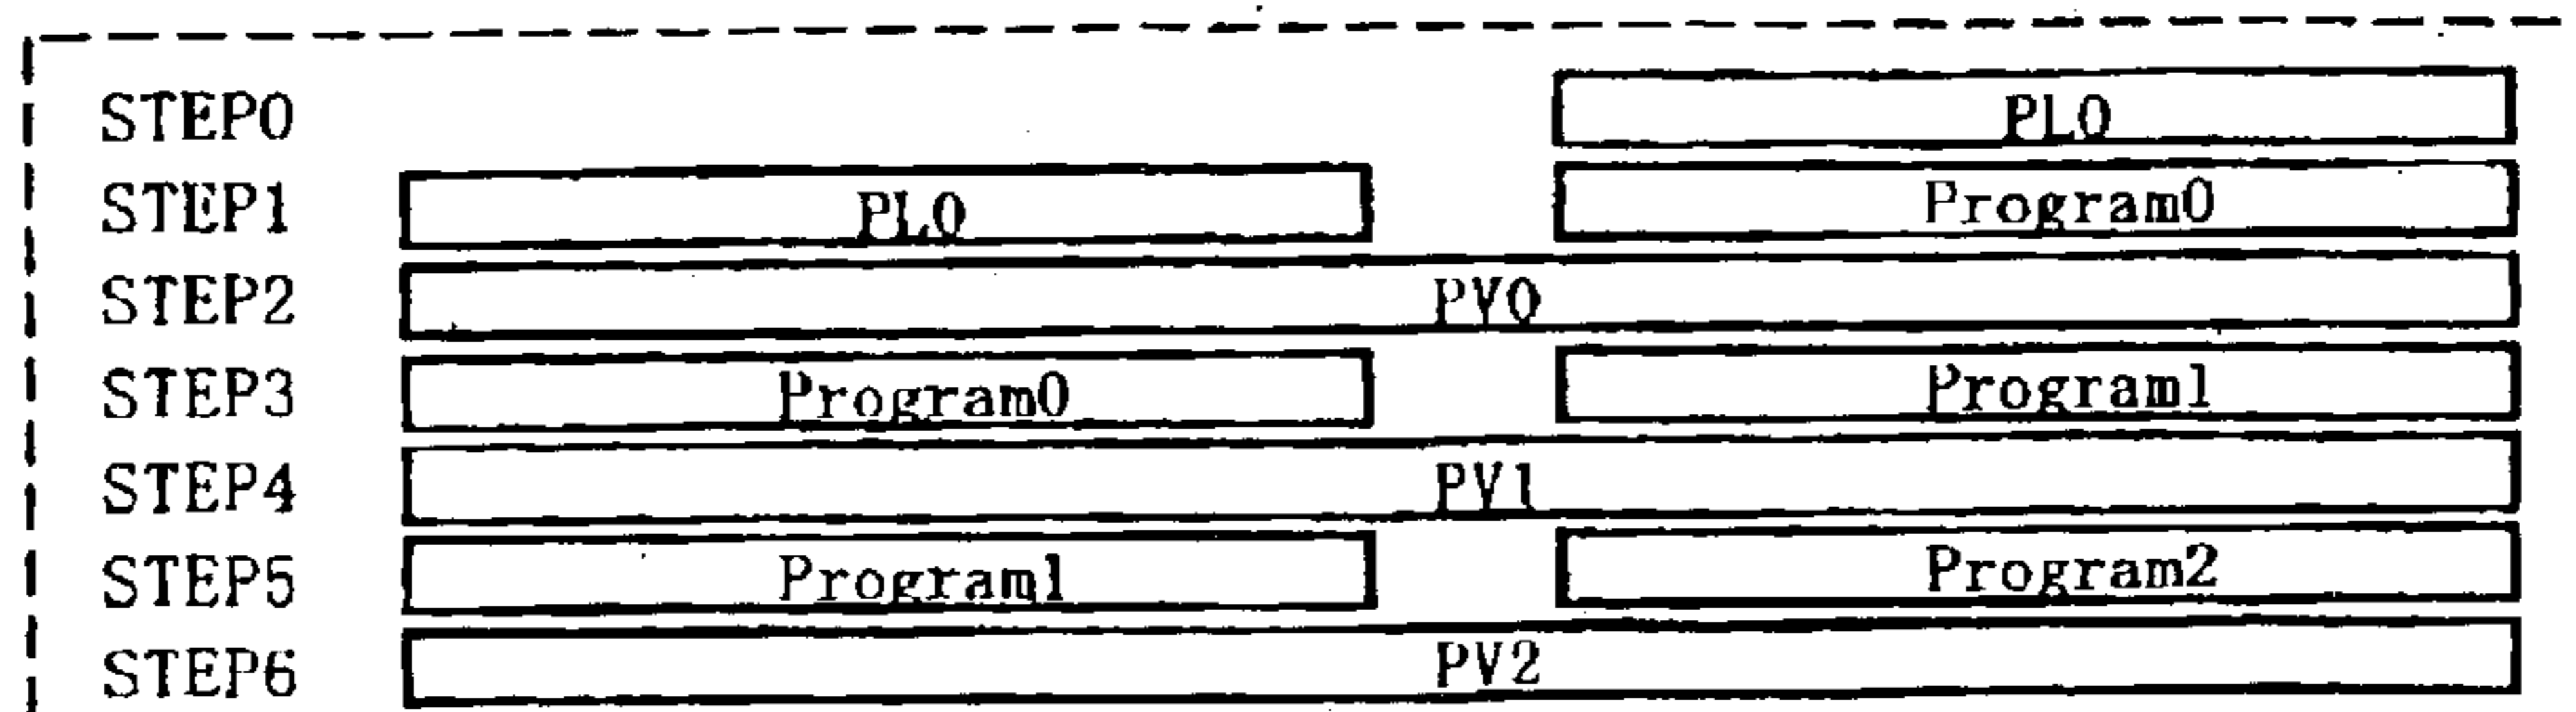 STEP0 PL0
STEP1 PL0 Program0
STEP2 PV0
STEP3 Program0 Program1
STEP4 PV1
STEP5 Program1 Program2
STEP6 PV2